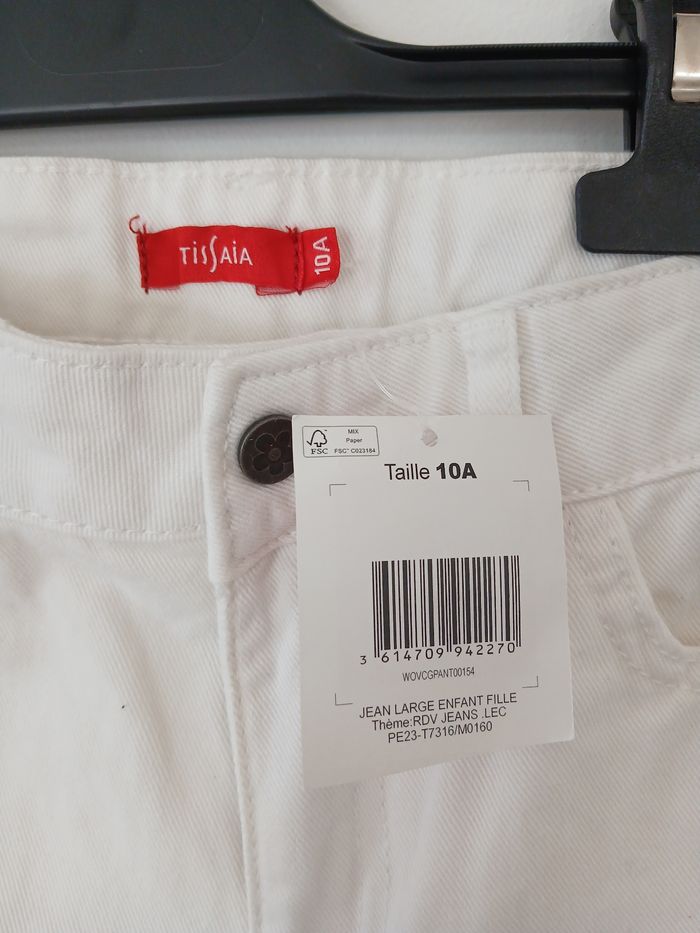 TISSAIA
10A
MIX
Paper
FSC
FSC™ C023184
Taille 10A
3 614709 942270
WOVCGPANT00154
JEAN LARGE ENFANT FILLE
Thème:RDV JEANS .LEC
PE23-T7316/M0160